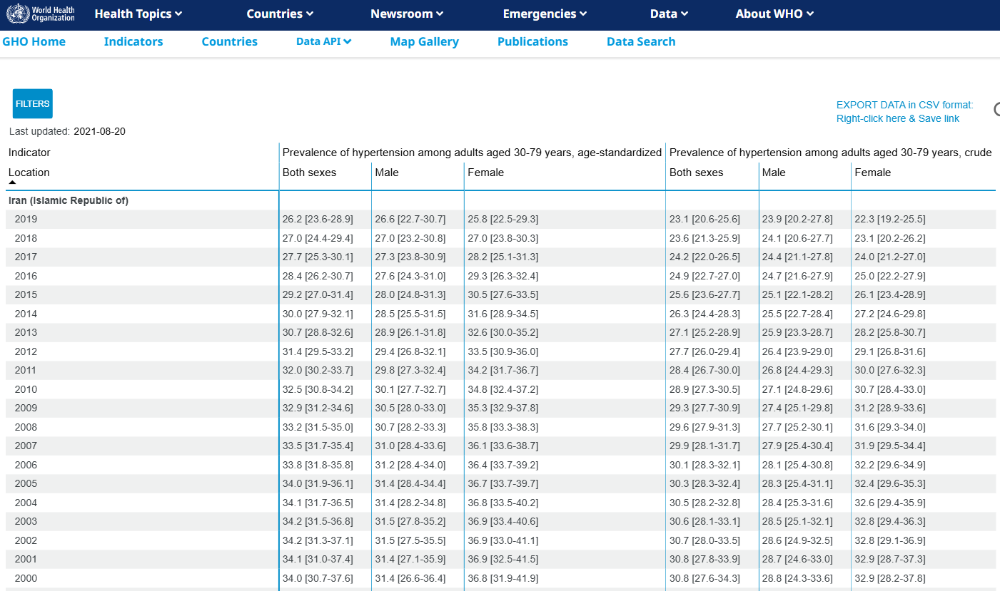 World Health Organization
Health Topics Countries Newsroom Emergencies Data About WHO
GHO Home Indicators Countries Data API Map Gallery Publications Data Search
FILTERS
EXPORT DATA in CSV format:
Right-click here & Save link
Last updated: 2021-08-20
Indicator Prevalence of hypertension among adults aged 30-79 years, age-standardized Prevalence of hypertension among adults aged 30-79 years, crude
Location Both sexes Male Female Both sexes Male Female
Iran (Islamic Republic of)
2019 26.2 [23.6-28.9] 26.6 [22.7-30.7] 25.8 [22.5-29.3] 23.1 [20.6-25.6] 23.9 [20.2-27.8] 22.3 [19.2-25.5]
2018 27.0 [24.4-29.4] 27.0 [23.2-30.8] 27.0 [23.8-30.3] 23.6 [21.3-25.9] 24.1 [20.6-27.7] 23.1 [20.2-26.2]
2017 27.7 [25.3-30.1] 27.3 [23.8-30.9] 28.2 [25.1-31.3] 24.2 [22.0-26.5] 24.4 [21.1-27.8] 24.0 [21.2-27.0]
2016 28.4 [26.2-30.7] 27.6 [24.3-31.0] 29.3 [26.3-32.4] 24.9 [22.7-27.0] 24.7 [21.6-27.9] 25.0 [22.2-27.9]
2015 29.2 [27.0-31.4] 28.0 [24.8-31.3] 30.5 [27.6-33.5] 25.6 [23.6-27.7] 25.1 [22.1-28.2] 26.1 [23.4-28.9]
2014 30.0 [27.9-32.1] 28.5 [25.5-31.5] 31.6 [28.9-34.5] 26.3 [24.4-28.3] 25.5 [22.7-28.4] 27.2 [24.6-29.8]
2013 30.7 [28.8-32.6] 28.9 [26.1-31.8] 32.6 [30.0-35.2] 27.1 [25.2-28.9] 25.9 [23.3-28.7] 28.2 [25.8-30.7]
2012 31.4 [29.5-33.2] 29.4 [26.8-32.1] 33.5 [30.9-36.0] 27.7 [26.0-29.4] 26.4 [23.9-29.0] 29.1 [26.8-31.6]
2011 32.0 [30.2-33.7] 29.8 [27.3-32.4] 34.2 [31.7-36.7] 28.4 [26.7-30.0] 26.8 [24.4-29.3] 30.0 [27.6-32.3]
2010 32.5 [30.8-34.2] 30.1 [27.7-32.7] 34.8 [32.4-37.2] 28.9 [27.3-30.5] 27.1 [24.8-29.6] 30.7 [28.4-33.0]
2009 32.9 [31.2-34.6] 30.5 [28.0-33.0] 35.3 [32.9-37.8] 29.3 [27.7-30.9] 27.4 [25.1-29.8] 31.2 [28.9-33.6]
2008 33.2 [31.5-35.0] 30.7 [28.2-33.3] 35.8 [33.3-38.3] 29.6 [27.9-31.3] 27.7 [25.2-30.1] 31.6 [29.3-34.0]
2007 33.5 [31.7-35.4] 31.0 [28.4-33.6] 36.1 [33.6-38.7] 29.9 [28.1-31.7] 27.9 [25.4-30.4] 31.9 [29.5-34.4]
2006 33.8 [31.8-35.8] 31.2 [28.4-34.0] 36.4 [33.7-39.2] 30.1 [28.3-32.1] 28.1 [25.4-30.8] 32.2 [29.6-34.9]
2005 34.0 [31.9-36.1] 31.4 [28.4-34.4] 36.7 [33.7-39.7] 30.3 [28.3-32.4] 28.3 [25.4-31.1] 32.4 [29.6-35.3]
2004 34.1 [31.7-36.5] 31.4 [28.2-34.8] 36.8 [33.5-40.2] 30.5 [28.2-32.8] 28.4 [25.3-31.6] 32.6 [29.4-35.9]
2003 34.2 [31.5-36.8] 31.5 [27.8-35.2] 36.9 [33.4-40.6] 30.6 [28.1-33.1] 28.5 [25.1-32.1] 32.8 [29.4-36.3]
2002 34.2 [31.3-37.1] 31.5 [27.5-35.5] 36.9 [33.0-41.1] 30.7 [28.0-33.5] 28.6 [24.9-32.5] 32.8 [29.1-36.9]
2001 34.1 [31.0-37.4] 31.4 [27.1-35.9] 36.9 [32.5-41.5] 30.8 [27.8-33.9] 28.7 [24.6-33.0] 32.9 [28.7-37.3]
2000 34.0 [30.7-37.6] 31.4 [26.6-36.4] 36.8 [31.9-41.9] 30.8 [27.6-34.3] 28.8 [24.3-33.6] 32.9 [28.2-37.8]